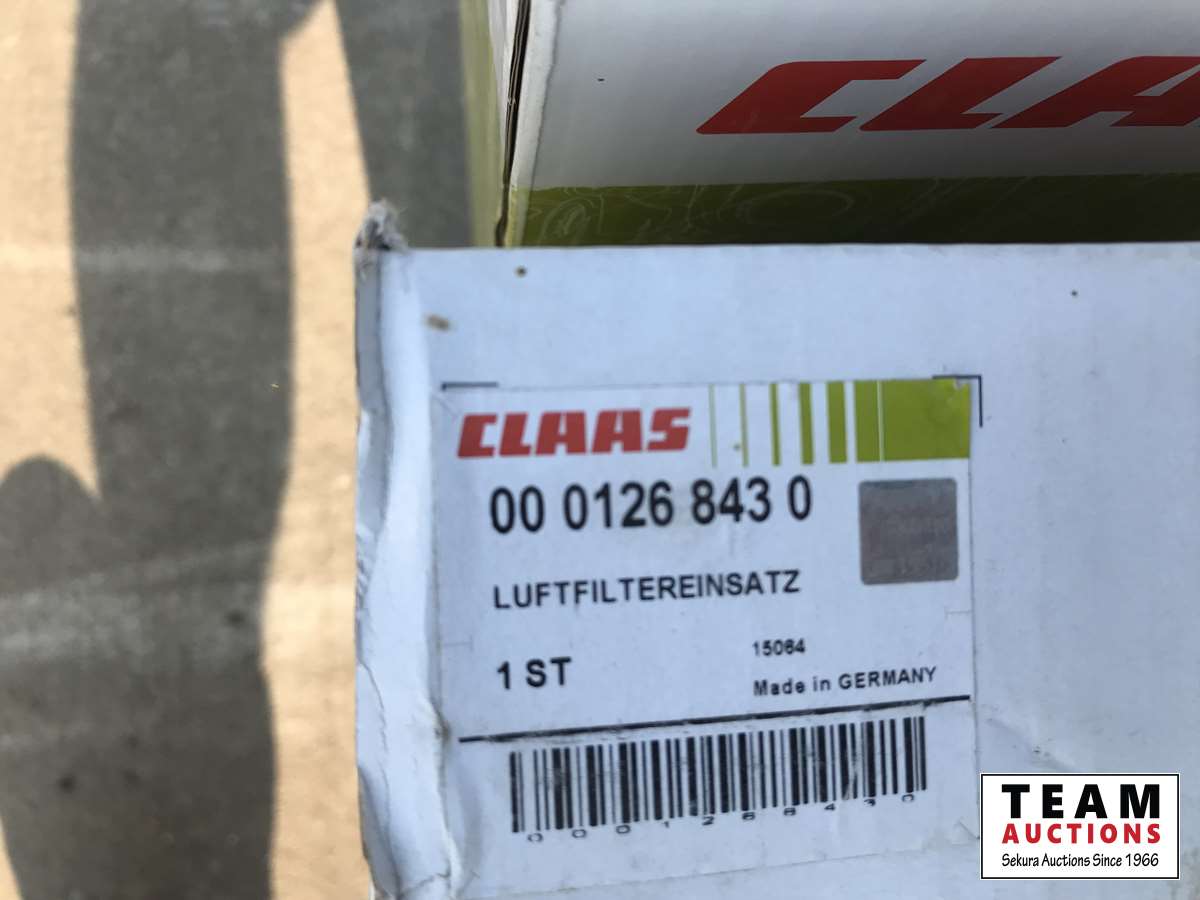 CLAA
CLAAS
00 0126 843 0
LUFTFILTEREINSATZ
1 ST
15064
Made in GERMANY
0001268430
TEAM
AUCTIONS
Sekura Auctions Since 1966